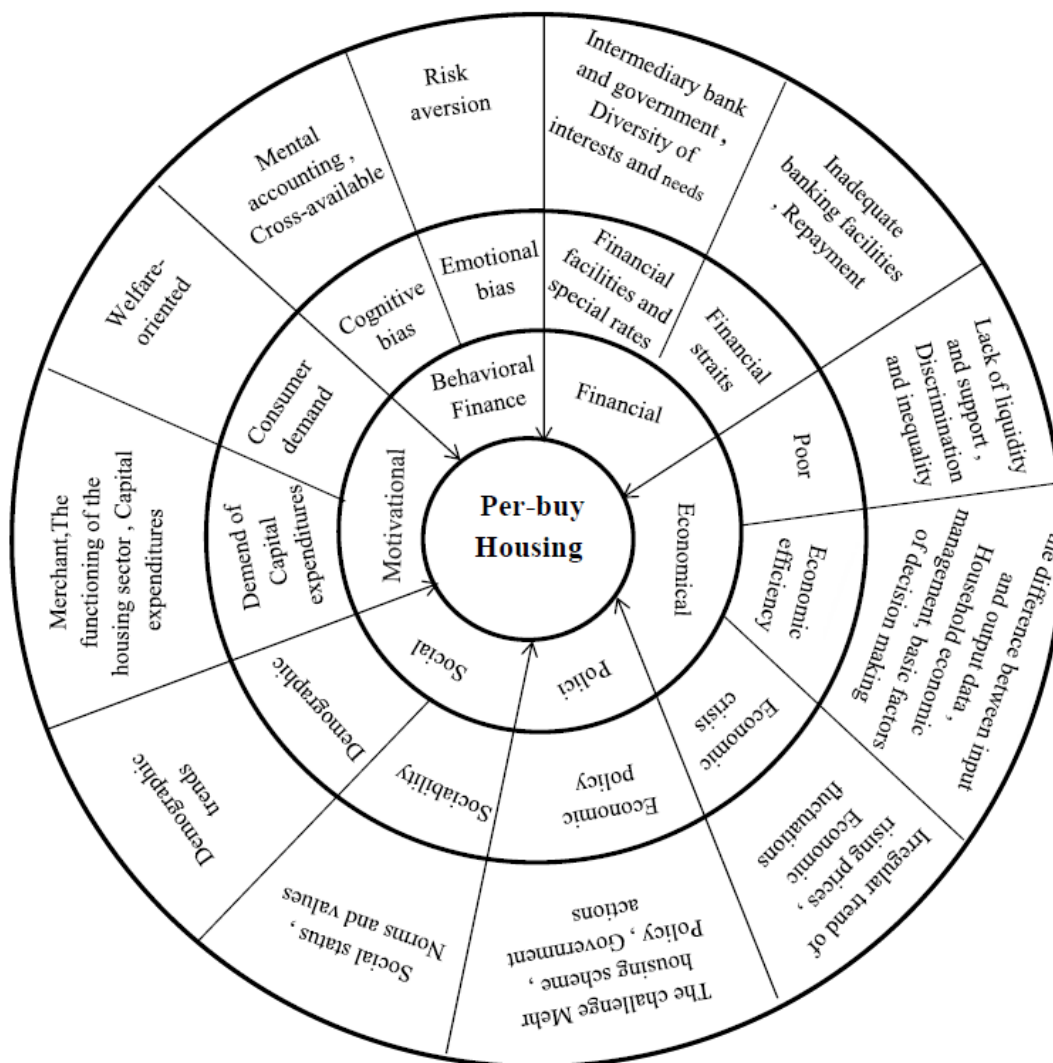 Per-buy
Housing
Behavioral
Finance
Financial
Economical
Polici
Social
Motivational
Emotional
bias
Financial
facilities and
special rates
Financial
straits
Poor
Economic
efficiency
Economic
crisis
Economic
policy
Sociability
Demographic
Demend of
Capital
expenditures
Consumer
demand
Cognitive
bias
Risk
aversion
Intermediary bank
and government ,
Diversity of
interests and needs
Inadequate
banking facilities
, Repayment
Lack of liquidity
and support ,
Discrimination
and inequality
the difference between input
and output data ,
Household economic
management, basic factors
of decision making
Irregular trend of
rising prices ,
Economic
fluctuations
The challenge Mehr
housing scheme ,
Policy , Government
actions
Social status ,
Norms and values
Demographic
trends
Merchant,The
functioning of the
housing sector , Capital
expenditures
Welfare-
oriented
Mental
accounting ,
Cross-available